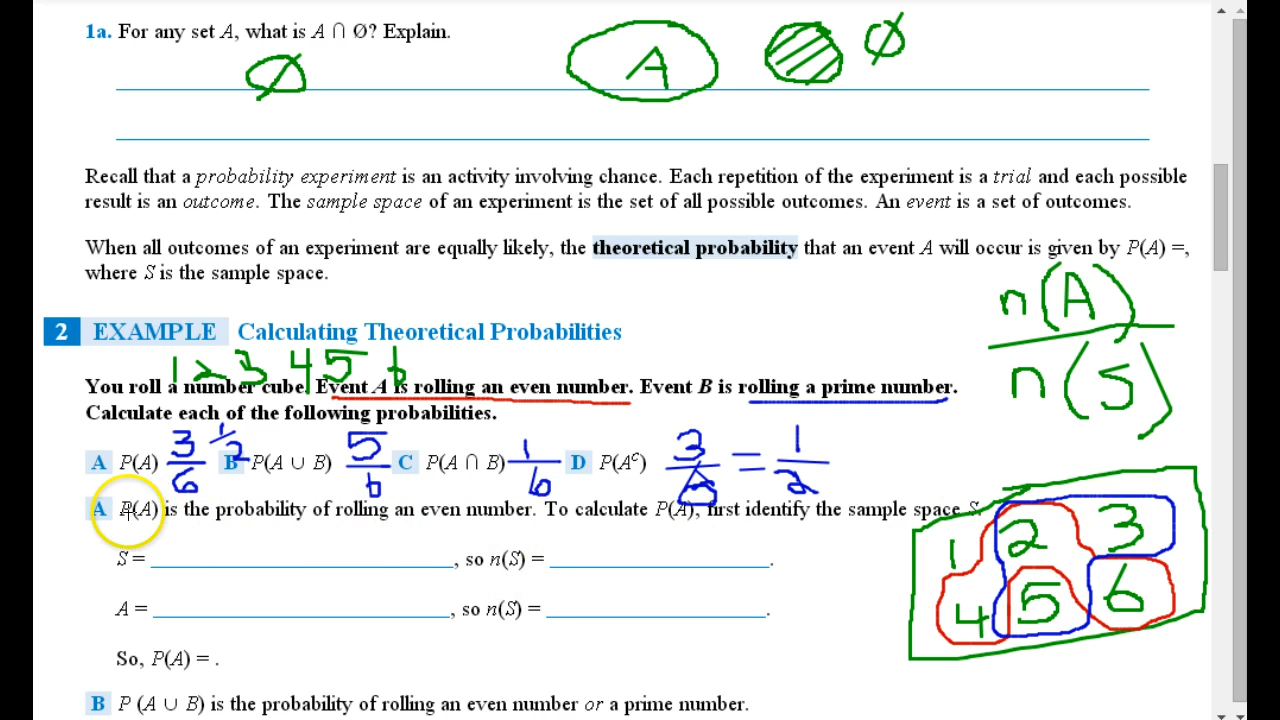 1a. For any set A, what is A ∩ Ø? Explain.
Ø
A
Ø
Recall that a probability experiment is an activity involving chance. Each repetition of the experiment is a trial and each possible
result is an outcome. The sample space of an experiment is the set of all possible outcomes. An event is a set of outcomes.
When all outcomes of an experiment are equally likely, the theoretical probability that an event A will occur is given by P(A) =,
where S is the sample space.
n(A)
n(S)
2 EXAMPLE Calculating Theoretical Probabilities
1 2 3 4 5 6
You roll a number cube. Event A is rolling an even number. Event B is rolling a prime number.
Calculate each of the following probabilities.
A P(A) 3/6 1/2 B P(A ∪ B) 5/6 C P(A ∩ B) 1/6 D P(Aᶜ) 3/6 = 1/2
A P(A) is the probability of rolling an even number. To calculate P(A), first identify the sample space S.
1 2 3
4 5 6
S = , so n(S) = .
A = , so n(S) = .
So, P(A) = .
B P (A ∪ B) is the probability of rolling an even number or a prime number.